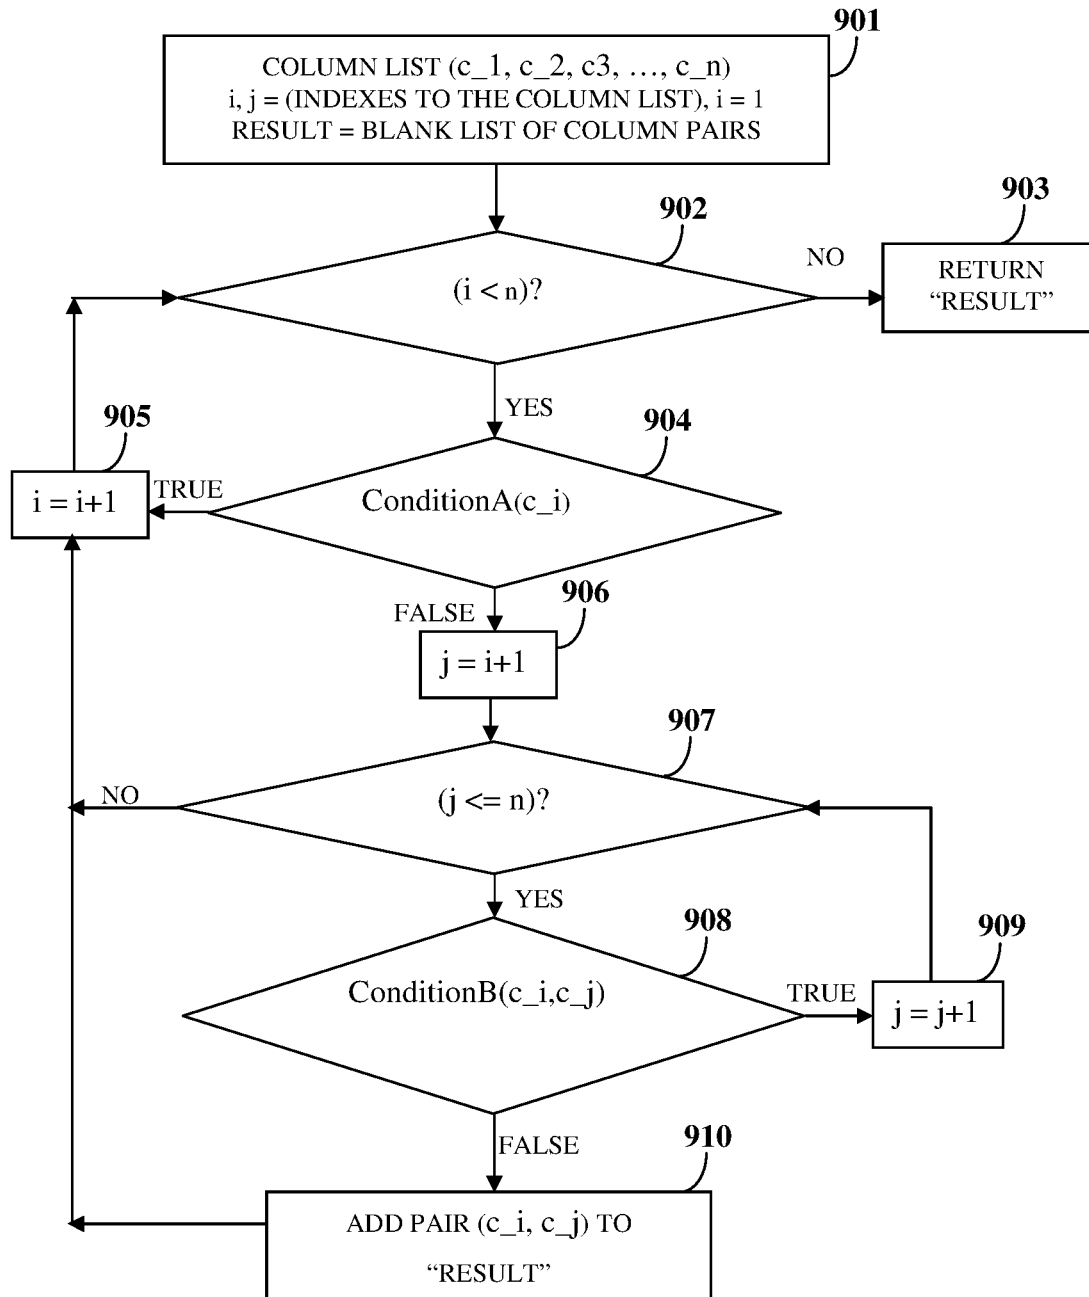 901
COLUMN LIST (c_1, c_2, c3, …, c_n)
i, j = (INDEXES TO THE COLUMN LIST), i = 1
RESULT = BLANK LIST OF COLUMN PAIRS
902
(i < n)?
NO
903
RETURN
“RESULT”
YES
904
ConditionA(c_i)
TRUE
905
i = i+1
FALSE
906
j = i+1
907
(j <= n)?
NO
YES
908
ConditionB(c_i,c_j)
TRUE
909
j = j+1
FALSE
910
ADD PAIR (c_i, c_j) TO
“RESULT”